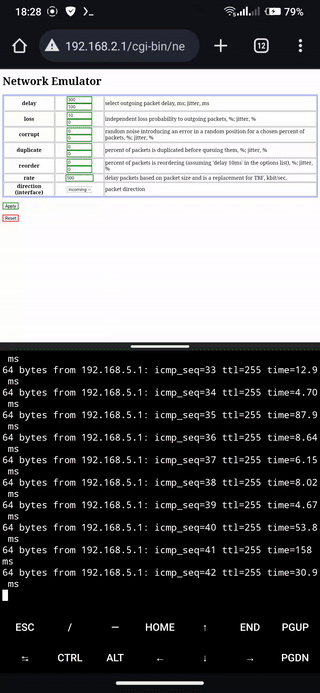 18:28
79%
192.168.2.1/cgi-bin/ne
12
Network Emulator
delay 300 100 select outgoing packet delay, ms; jitter, ms
loss 10 0 independent loss probability to outgoing packets, %; jitter, %
corrupt 0 0 random noise introducing an error in a random position for a chosen percent of packets, %; jitter, %
duplicate 0 0 percent of packets is duplicated before queuing them, %; jitter, %
reorder 0 0 percent of packets is reordering (assuming 'delay 10ms' in the options list), %; jitter, %
rate 500 delay packets based on packet size and is a replacement for TBF, kbit/sec.
direction (interface) incoming packet direction
Apply
Reset
ms
64 bytes from 192.168.5.1: icmp_seq=33 ttl=255 time=12.9
ms
64 bytes from 192.168.5.1: icmp_seq=34 ttl=255 time=4.70
ms
64 bytes from 192.168.5.1: icmp_seq=35 ttl=255 time=87.9
ms
64 bytes from 192.168.5.1: icmp_seq=36 ttl=255 time=8.64
ms
64 bytes from 192.168.5.1: icmp_seq=37 ttl=255 time=6.15
ms
64 bytes from 192.168.5.1: icmp_seq=38 ttl=255 time=8.02
ms
64 bytes from 192.168.5.1: icmp_seq=39 ttl=255 time=4.67
ms
64 bytes from 192.168.5.1: icmp_seq=40 ttl=255 time=53.8
ms
64 bytes from 192.168.5.1: icmp_seq=41 ttl=255 time=158
ms
64 bytes from 192.168.5.1: icmp_seq=42 ttl=255 time=30.9
ms
ESC / — HOME ↑ END PGUP
⇆ CTRL ALT ← ↓ → PGDN